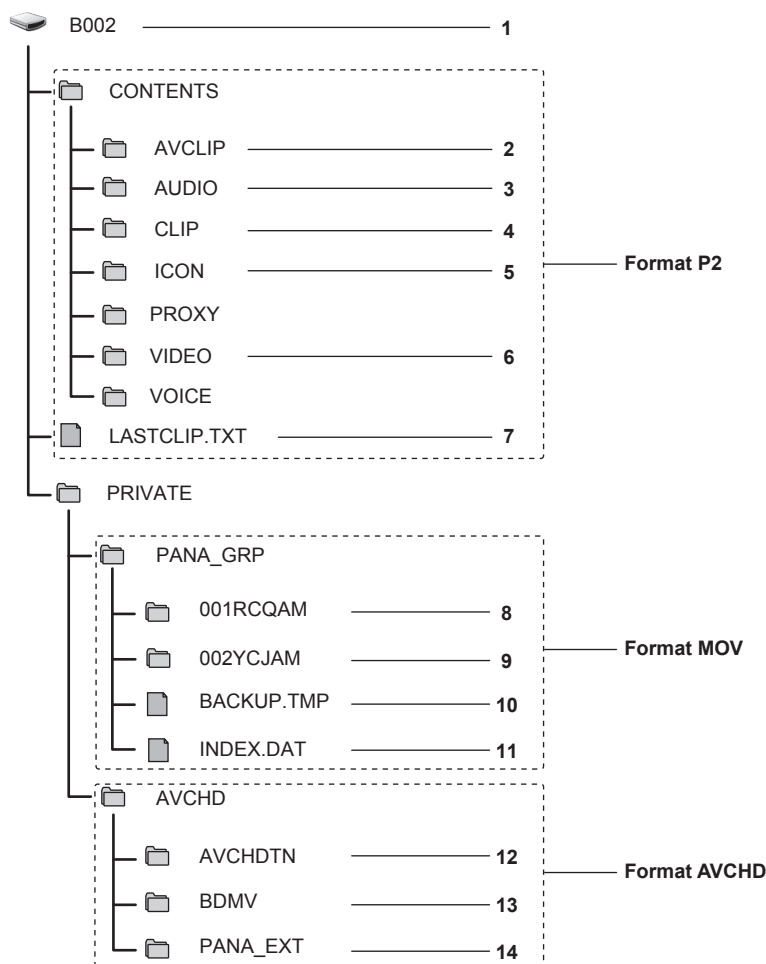 B002 1
CONTENTS
AVCLIP 2
AUDIO 3
CLIP 4
ICON 5
Format P2
PROXY
VIDEO 6
VOICE
LASTCLIP.TXT 7
PRIVATE
PANA_GRP
001RCQAM 8
Format MOV
002YCJAM 9
BACKUP.TMP 10
INDEX.DAT 11
AVCHD
AVCHDTN 12
Format AVCHD
BDMV 13
PANA_EXT 14